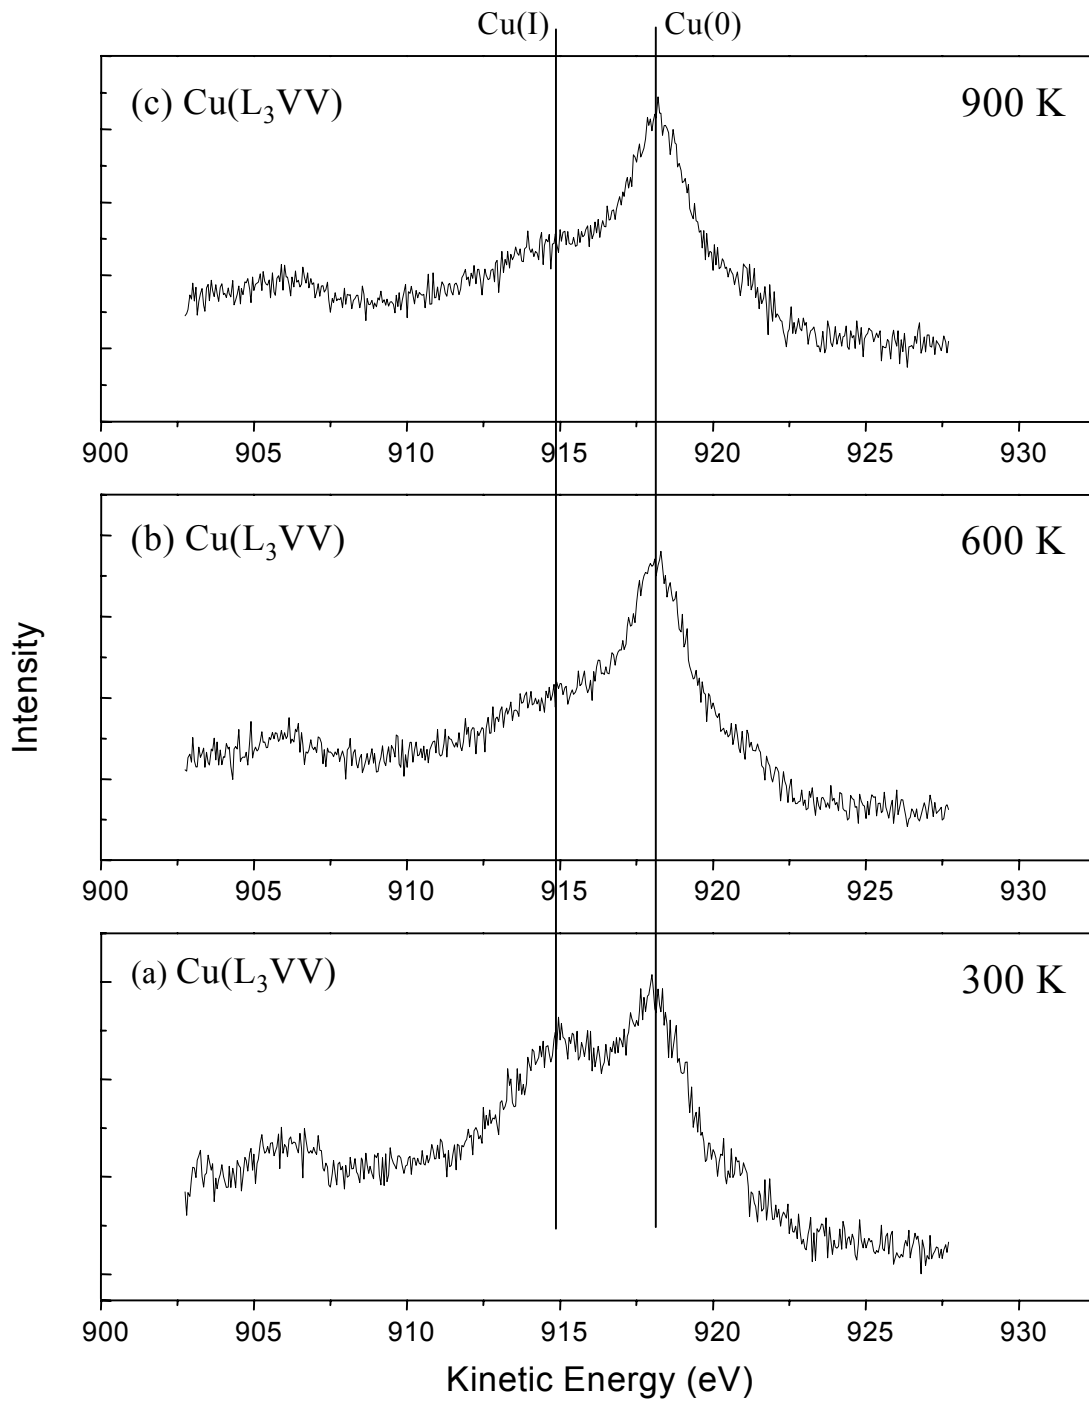 Cu(I) Cu(0)
(c) Cu(L₃VV) 900 K
900 905 910 915 920 925 930
(b) Cu(L₃VV) 600 K
900 905 910 915 920 925 930
Intensity
(a) Cu(L₃VV) 300 K
900 905 910 915 920 925 930
Kinetic Energy (eV)